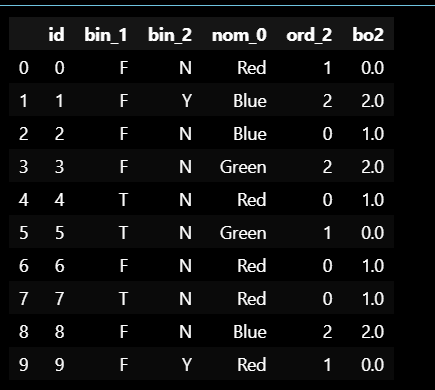 id bin_1 bin_2 nom_0 ord_2 bo2
0 0 F N Red 1 0.0
1 1 F Y Blue 2 2.0
2 2 F N Blue 0 1.0
3 3 F N Green 2 2.0
4 4 T N Red 0 1.0
5 5 T N Green 1 0.0
6 6 F N Red 0 1.0
7 7 T N Red 0 1.0
8 8 F N Blue 2 2.0
9 9 F Y Red 1 0.0